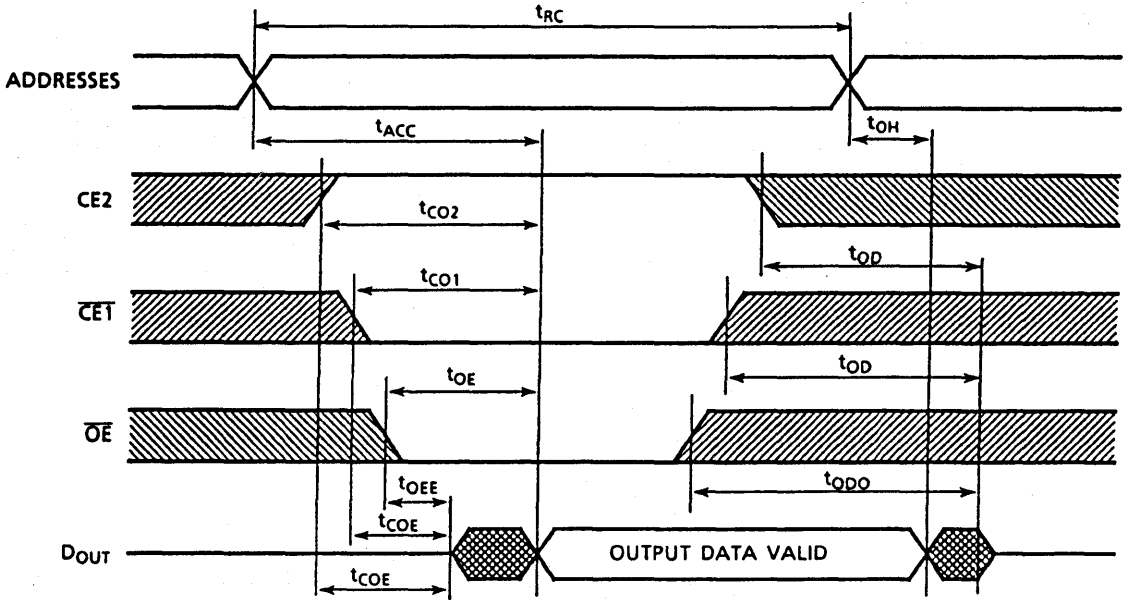 tRC
ADDRESSES
tACC
tOH
CE2
tCO2
tOD
CE1
tCO1
tOD
OE
tOE
tODO
tOEE
tCOE
DOUT
OUTPUT DATA VALID
tCOE